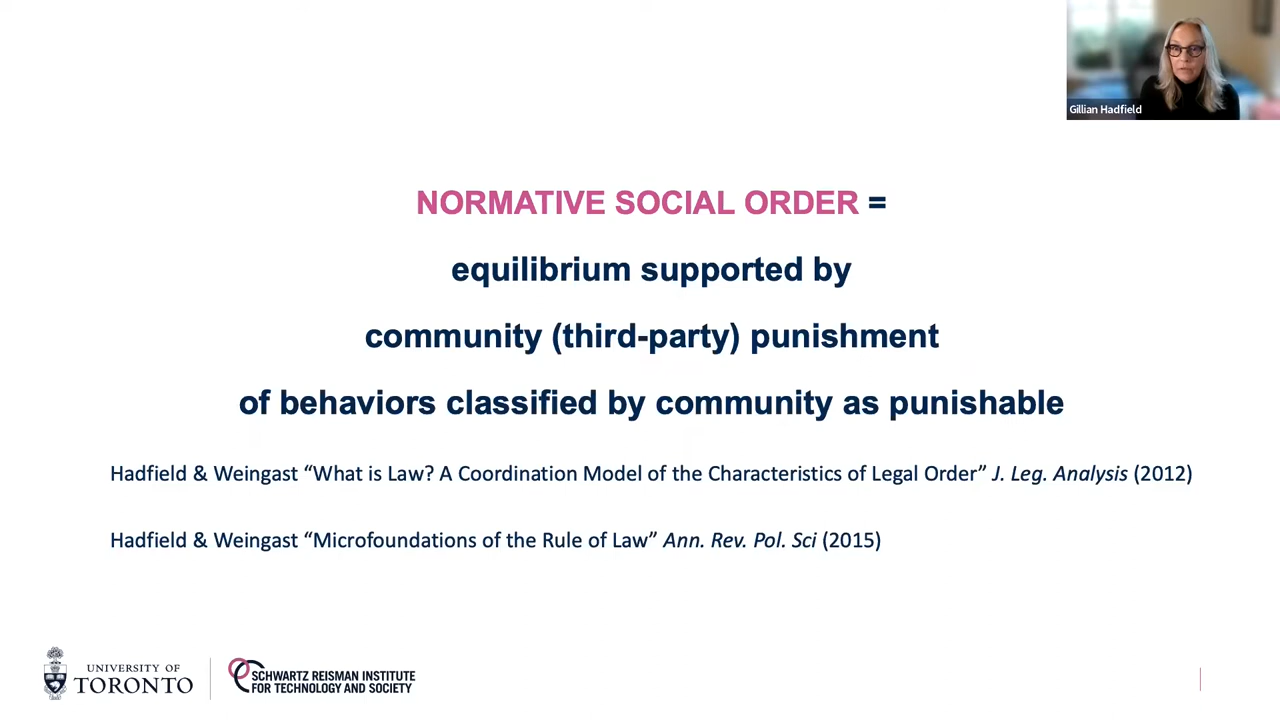 Gillian Hadfield
NORMATIVE SOCIAL ORDER =
equilibrium supported by
community (third-party) punishment
of behaviors classified by community as punishable
Hadfield & Weingast “What is Law? A Coordination Model of the Characteristics of Legal Order” J. Leg. Analysis (2012)
Hadfield & Weingast “Microfoundations of the Rule of Law” Ann. Rev. Pol. Sci (2015)
UNIVERSITY OF
TORONTO
SCHWARTZ REISMAN INSTITUTE
FOR TECHNOLOGY AND SOCIETY